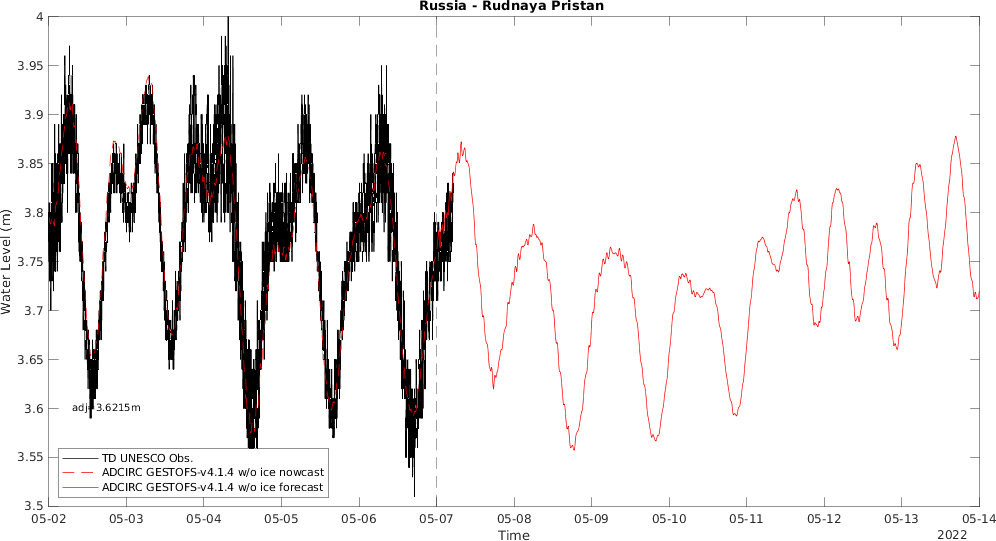 Russia - Rudnaya Pristan
4
3.95
3.9
3.85
3.8
3.75
3.7
3.65
3.6
3.55
3.5
Water Level (m)
adj=3.6215m
TD UNESCO Obs.
ADCIRC GESTOFS-v4.1.4 w/o ice nowcast
ADCIRC GESTOFS-v4.1.4 w/o ice forecast
05-02 05-03 05-04 05-05 05-06 05-07 05-08 05-09 05-10 05-11 05-12 05-13 05-14
Time
2022